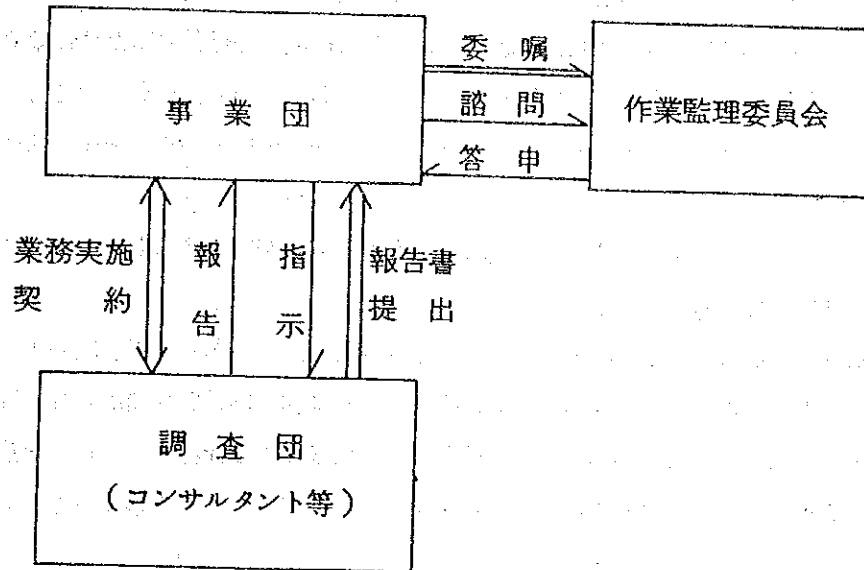 事業団
委嘱
諮問
答申
作業監理委員会
業務実施
契約
報告
指示
報告書
提出
調査団
(コンサルタント等)